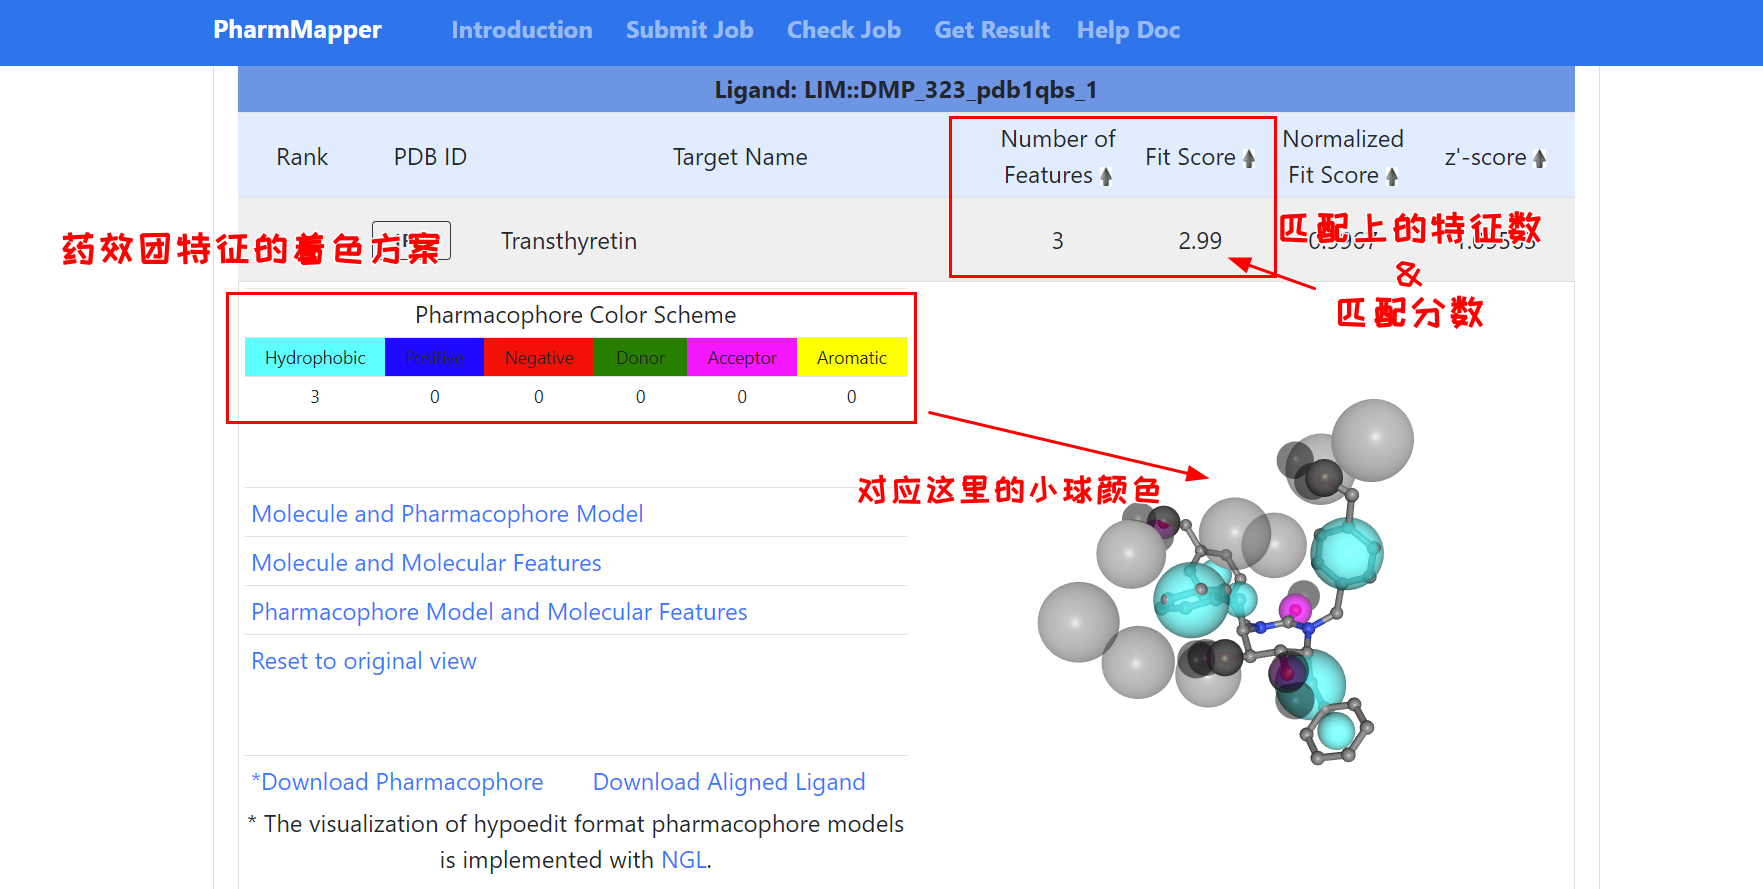 PharmMapper Introduction Submit Job Check Job Get Result Help Doc
Ligand: LIM::DMP_323_pdb1qbs_1
Rank PDB ID Target Name Number of Features Fit Score Normalized Fit Score z'-score
Transthyretin 3 2.99
药效团特征的着色方案
匹配上的特征数
&
匹配分数
Pharmacophore Color Scheme
Hydrophobic Positive Negative Donor Acceptor Aromatic
3 0 0 0 0 0
对应这里的小球颜色
Molecule and Pharmacophore Model
Molecule and Molecular Features
Pharmacophore Model and Molecular Features
Reset to original view
*Download Pharmacophore Download Aligned Ligand
* The visualization of hypoedit format pharmacophore models
is implemented with NGL.